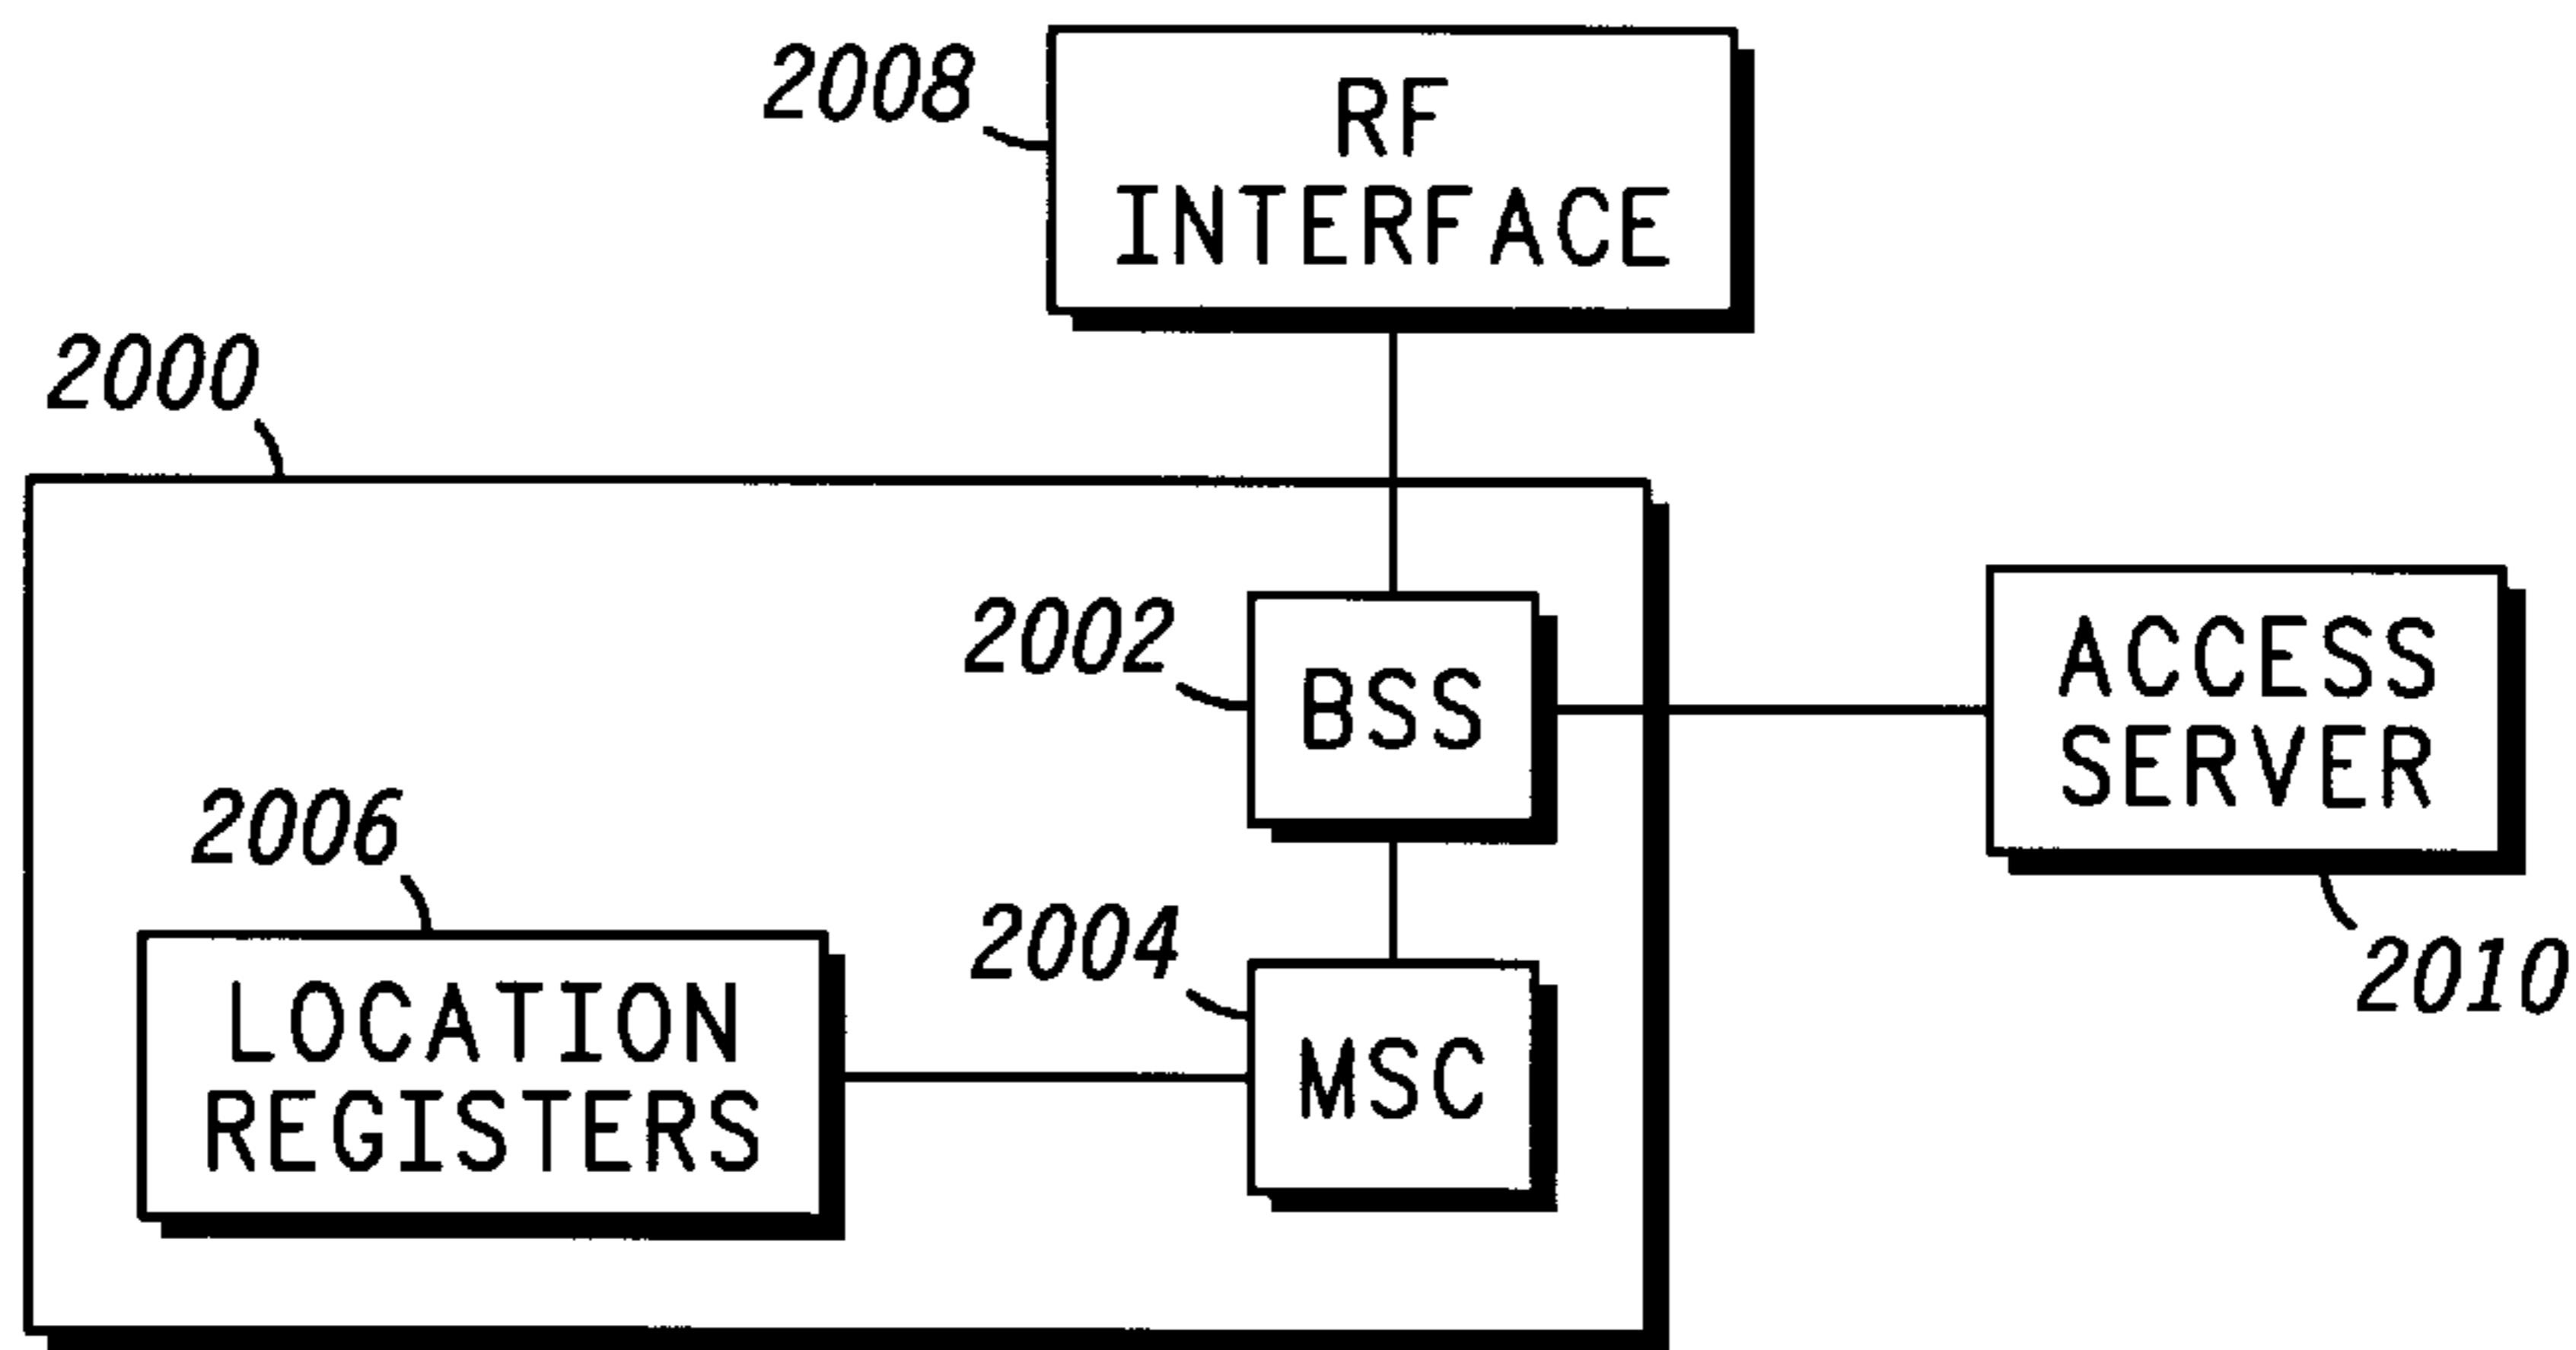 2008
RF
INTERFACE
2000
2002
BSS
ACCESS
SERVER
2006
2004
2010
LOCATION
REGISTERS
MSC